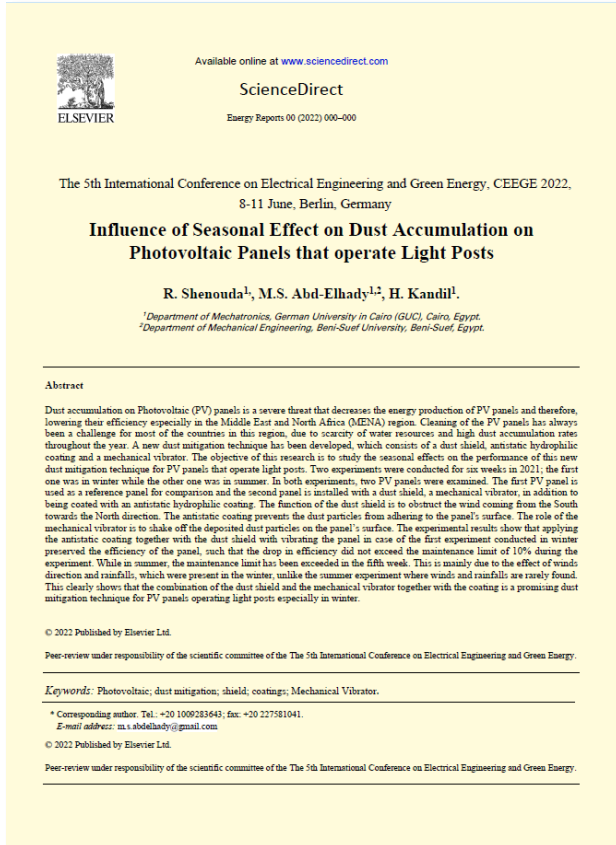 Available online at www.sciencedirect.com
ScienceDirect
ELSEVIER
Energy Reports 00 (2022) 000–000
The 5th International Conference on Electrical Engineering and Green Energy, CEEGE 2022,
8-11 June, Berlin, Germany
Influence of Seasonal Effect on Dust Accumulation on
Photovoltaic Panels that operate Light Posts
R. Shenouda1,, M.S. Abd-Elhady1,2, H. Kandil1.
1Department of Mechatronics, German University in Cairo (GUC), Cairo, Egypt.
2Department of Mechanical Engineering, Beni-Suef University, Beni-Suef, Egypt.
Abstract
Dust accumulation on Photovoltaic (PV) panels is a severe threat that decreases the energy production of PV panels and therefore,
lowering their efficiency especially in the Middle East and North Africa (MENA) region. Cleaning of the PV panels has always
been a challenge for most of the countries in this region, due to scarcity of water resources and high dust accumulation rates
throughout the year. A new dust mitigation technique has been developed, which consists of a dust shield, antistatic hydrophilic
coating and a mechanical vibrator. The objective of this research is to study the seasonal effects on the performance of this new
dust mitigation technique for PV panels that operate light posts. Two experiments were conducted for six weeks in 2021; the first
one was in winter while the other one was in summer. In both experiments, two PV panels were examined. The first PV panel is
used as a reference panel for comparison and the second panel is installed with a dust shield, a mechanical vibrator, in addition to
being coated with an antistatic hydrophilic coating. The function of the dust shield is to obstruct the wind coming from the South
towards the North direction. The antistatic coating prevents the dust particles from adhering to the panel's surface. The role of the
mechanical vibrator is to shake off the deposited dust particles on the panel's surface. The experimental results show that applying
the antistatic coating together with the dust shield with vibrating the panel in case of the first experiment conducted in winter
preserved the efficiency of the panel, such that the drop in efficiency did not exceed the maintenance limit of 10% during the
experiment. While in summer, the maintenance limit has been exceeded in the fifth week. This is mainly due to the effect of winds
direction and rainfalls, which were present in the winter, unlike the summer experiment where winds and rainfalls are rarely found.
This clearly shows that the combination of the dust shield and the mechanical vibrator together with the coating is a promising dust
mitigation technique for PV panels operating light posts especially in winter.
© 2022 Published by Elsevier Ltd.
Peer-review under responsibility of the scientific committee of the The 5th International Conference on Electrical Engineering and Green Energy.
Keywords: Photovoltaic; dust mitigation; shield; coatings; Mechanical Vibrator.
* Corresponding author. Tel.: +20 1009283643; fax: +20 227581041.
E-mail address: m.s.abdelhady@gmail.com
© 2022 Published by Elsevier Ltd.
Peer-review under responsibility of the scientific committee of the The 5th International Conference on Electrical Engineering and Green Energy.